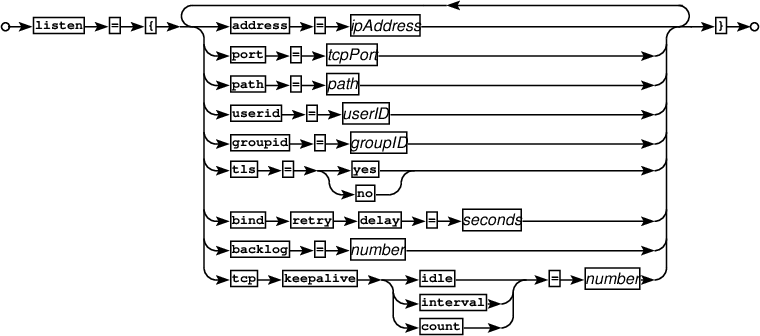 listen = { address = ipAddress }
port = tcpPort
path = path
userid = userID
groupid = groupID
tls = yes
no
bind retry delay = seconds
backlog = number
tcp keepalive idle = number
interval
count